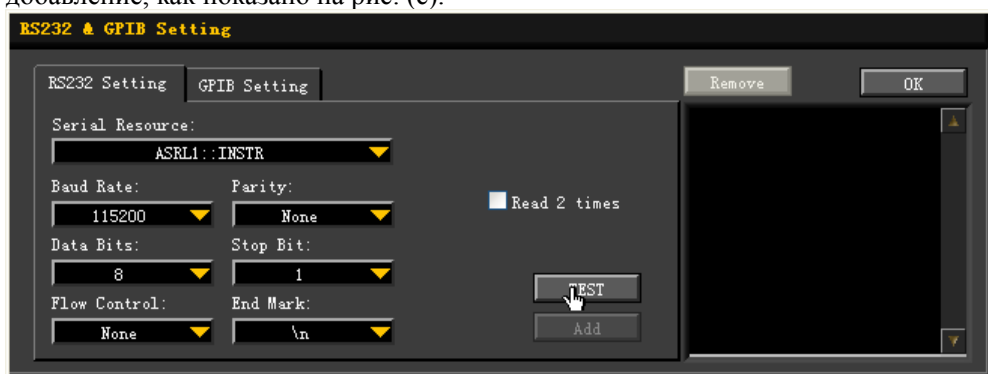 добавление, как показано на рис. (c).
RS232 & GPIB Setting
RS232 Setting
GPIB Setting
Remove
OK
Serial Resource:
ASRL1::INSTR
Baud Rate:
Parity:
115200
None
Read 2 times
Data Bits:
Stop Bit:
8
1
TEST
Flow Control:
End Mark:
None
\n
Add